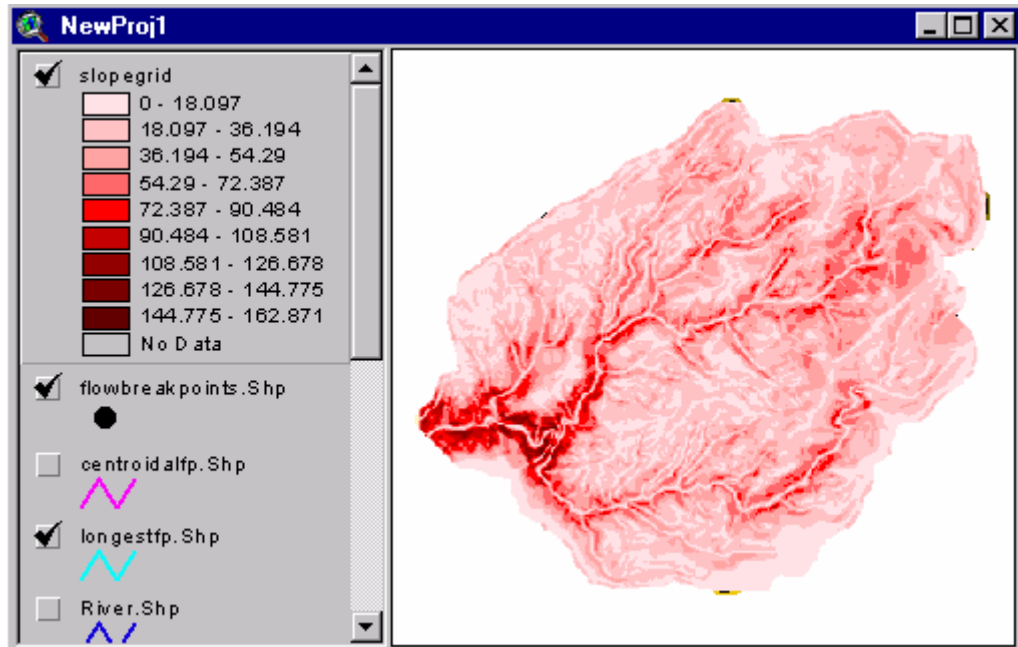 NewProj1
slopegrid
0 - 18.097
18.097 - 36.194
36.194 - 54.29
54.29 - 72.387
72.387 - 90.484
90.484 - 108.581
108.581 - 126.678
126.678 - 144.775
144.775 - 162.871
No Data
flowbreakpoints.Shp
centroidalfp.Shp
longestfp.Shp
River.Shp